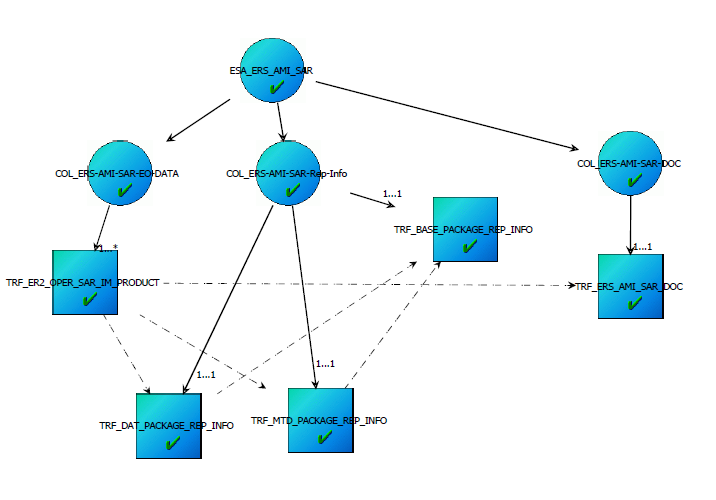 ESA_ERS_AMI_SAR
COL_ERS-AMI-SAR-EO-DATA
COL_ERS-AMI-SAR-Rep-Info
COL_ERS-AMI-SAR-DOC
1...1
TRF_BASE_PACKAGE_REP_INFO
1...*
1...1
TRF_ER2_OPER_SAR_IM_PRODUCT
TRF_ERS_AMI_SAR_DOC
1...1
1...1
TRF_DAT_PACKAGE_REP_INFO
TRF_MTD_PACKAGE_REP_INFO